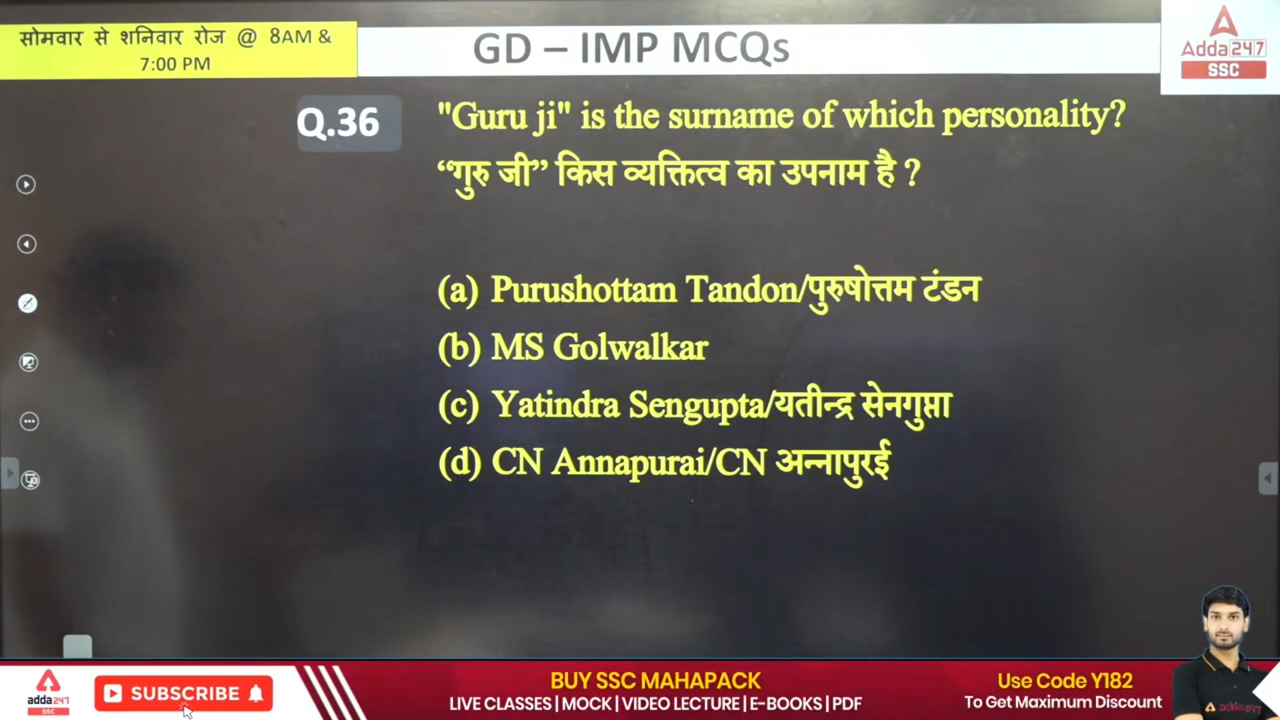 सोमवार से शनिवार रोज @ 8AM &
7:00 PM
GD – IMP MCQs
Adda247
SSC
Q.36
"Guru ji" is the surname of which personality?
“गुरु जी” किस व्यक्तित्व का उपनाम है ?
(a) Purushottam Tandon/पुरुषोत्तम टंडन
(b) MS Golwalkar
(c) Yatindra Sengupta/यतीन्द्र सेनगुप्ता
(d) CN Annapurai/CN अन्नापुरई
adda247
SSC
SUBSCRIBE
BUY SSC MAHAPACK
LIVE CLASSES | MOCK | VIDEO LECTURE | E-BOOKS | PDF
Use Code Y182
To Get Maximum Discount
adda247